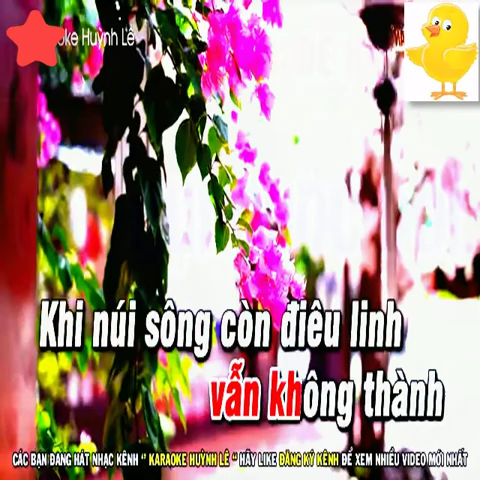 oke Huỳnh Lê
Khi núi sông còn điêu linh
vẫn không thành
CÁC BẠN ĐANG HÁT NHẠC KÊNH " KARAOKE HUỲNH LÊ " HÃY LIKE ĐĂNG KÝ KÊNH ĐỂ XEM NHIỀU VIDEO MỚI NHẤT